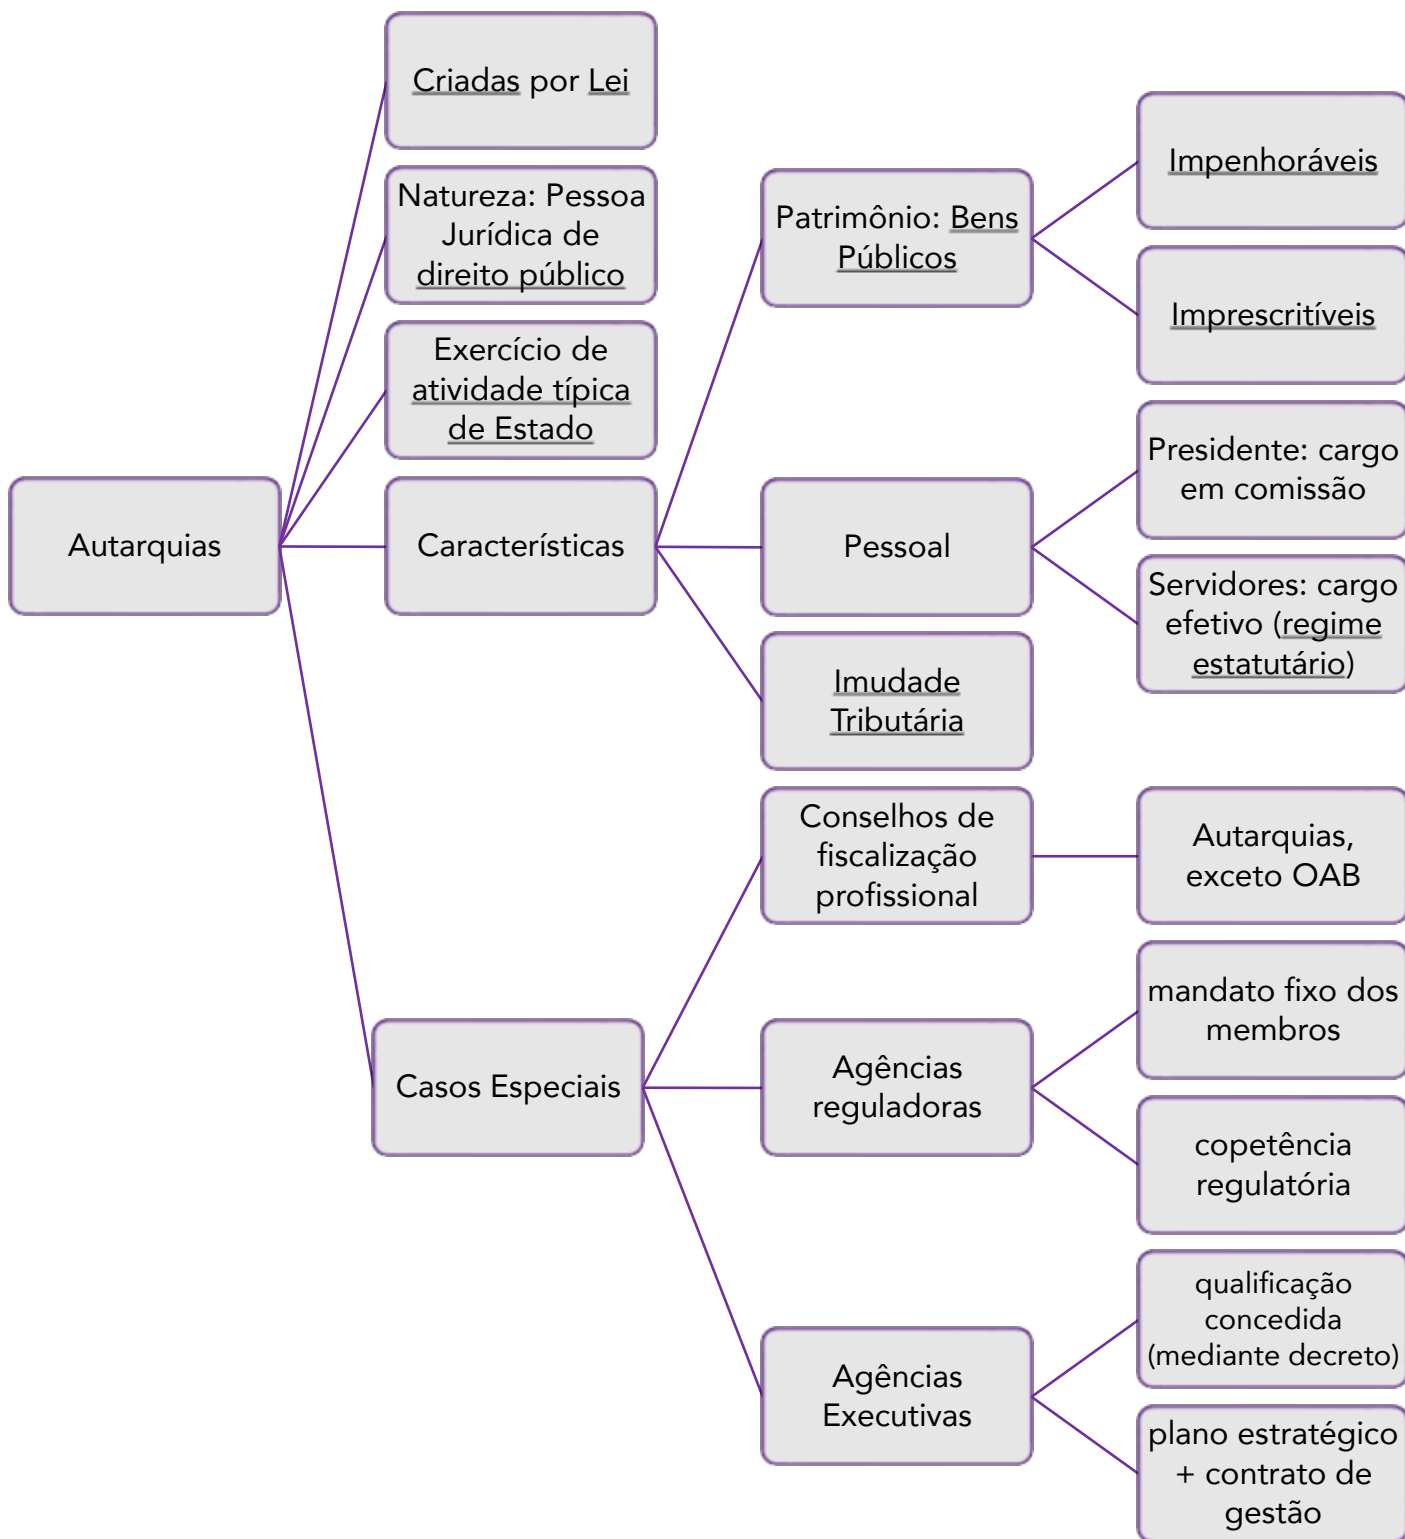 Autarquias
Criadas por Lei
Natureza: Pessoa
Jurídica de
direito público
Exercício de
atividade típica
de Estado
Características
Patrimônio: Bens
Públicos
Impenhoráveis
Imprescritíveis
Pessoal
Presidente: cargo
em comissão
Servidores: cargo
efetivo (regime
estatutário)
Imudade
Tributária
Casos Especiais
Conselhos de
fiscalização
profissional
Autarquias,
exceto OAB
Agências
reguladoras
mandato fixo dos
membros
copetência
regulatória
Agências
Executivas
qualificação
concedida
(mediante decreto)
plano estratégico
+ contrato de
gestão